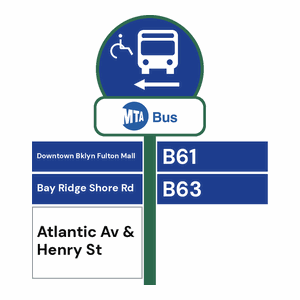 MTA Bus
Downtown Bklyn Fulton Mall B61
Bay Ridge Shore Rd B63
Atlantic Av &
Henry St